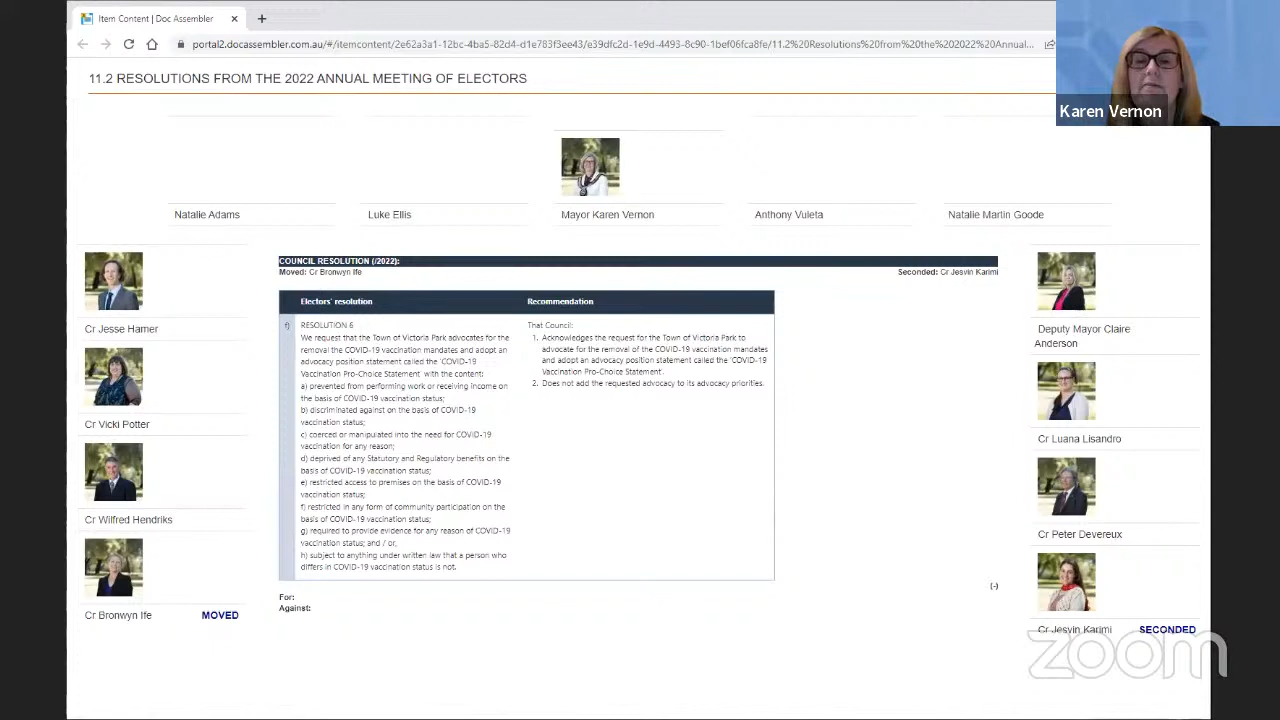 Item Content | Doc Assembler
portal2.docassembler.com.au/#/itemcontent/2e62a3a1-12bc-4ba5-82d4-d1e783f3ee43/e39dfc2d-1e9d-4493-8c90-1bef06fca8fe/11.2%20Resolutions%20from%20the%202022%20Annual...
Karen Vernon
11.2 RESOLUTIONS FROM THE 2022 ANNUAL MEETING OF ELECTORS
Natalie Adams
Luke Ellis
Mayor Karen Vernon
Anthony Vuleta
Natalie Martin Goode
Cr Jesse Hamer
Cr Vicki Potter
Cr Wilfred Hendriks
Cr Bronwyn Ife MOVED
COUNCIL RESOLUTION (/2022):
Moved: Cr Bronwyn Ife Seconded: Cr Jesvin Karimi
Electors' resolution Recommendation
f) RESOLUTION 6
We request that the Town of Victoria Park advocates for the
removal the COVID-19 vaccination mandates and adopt an
advocacy position statement called the 'COVID-19
Vaccination Pro-Choice Statement' with the content:
a) prevented from performing work or receiving income on
the basis of COVID-19 vaccination status;
b) discriminated against on the basis of COVID-19
vaccination status;
c) coerced or manipulated into the need for COVID-19
vaccination for any reason;
d) deprived of any Statutory and Regulatory benefits on the
basis of COVID-19 vaccination status;
e) restricted access to premises on the basis of COVID-19
vaccination status;
f) restricted in any form of community participation on the
basis of COVID-19 vaccination status;
g) required to provide evidence for any reason of COVID-19
vaccination status; and / or,
h) subject to anything under written law that a person who
differs in COVID-19 vaccination status is not.
That Council:
1. Acknowledges the request for the Town of Victoria Park to
advocate for the removal of the COVID-19 vaccination mandates
and adopt an advocacy position statement called the 'COVID-19
Vaccination Pro-Choice Statement'.
2. Does not add the requested advocacy to its advocacy priorities.
(-)
For:
Against:
Deputy Mayor Claire
Anderson
Cr Luana Lisandro
Cr Peter Devereux
Cr Jesvin Karimi SECONDED
zoom